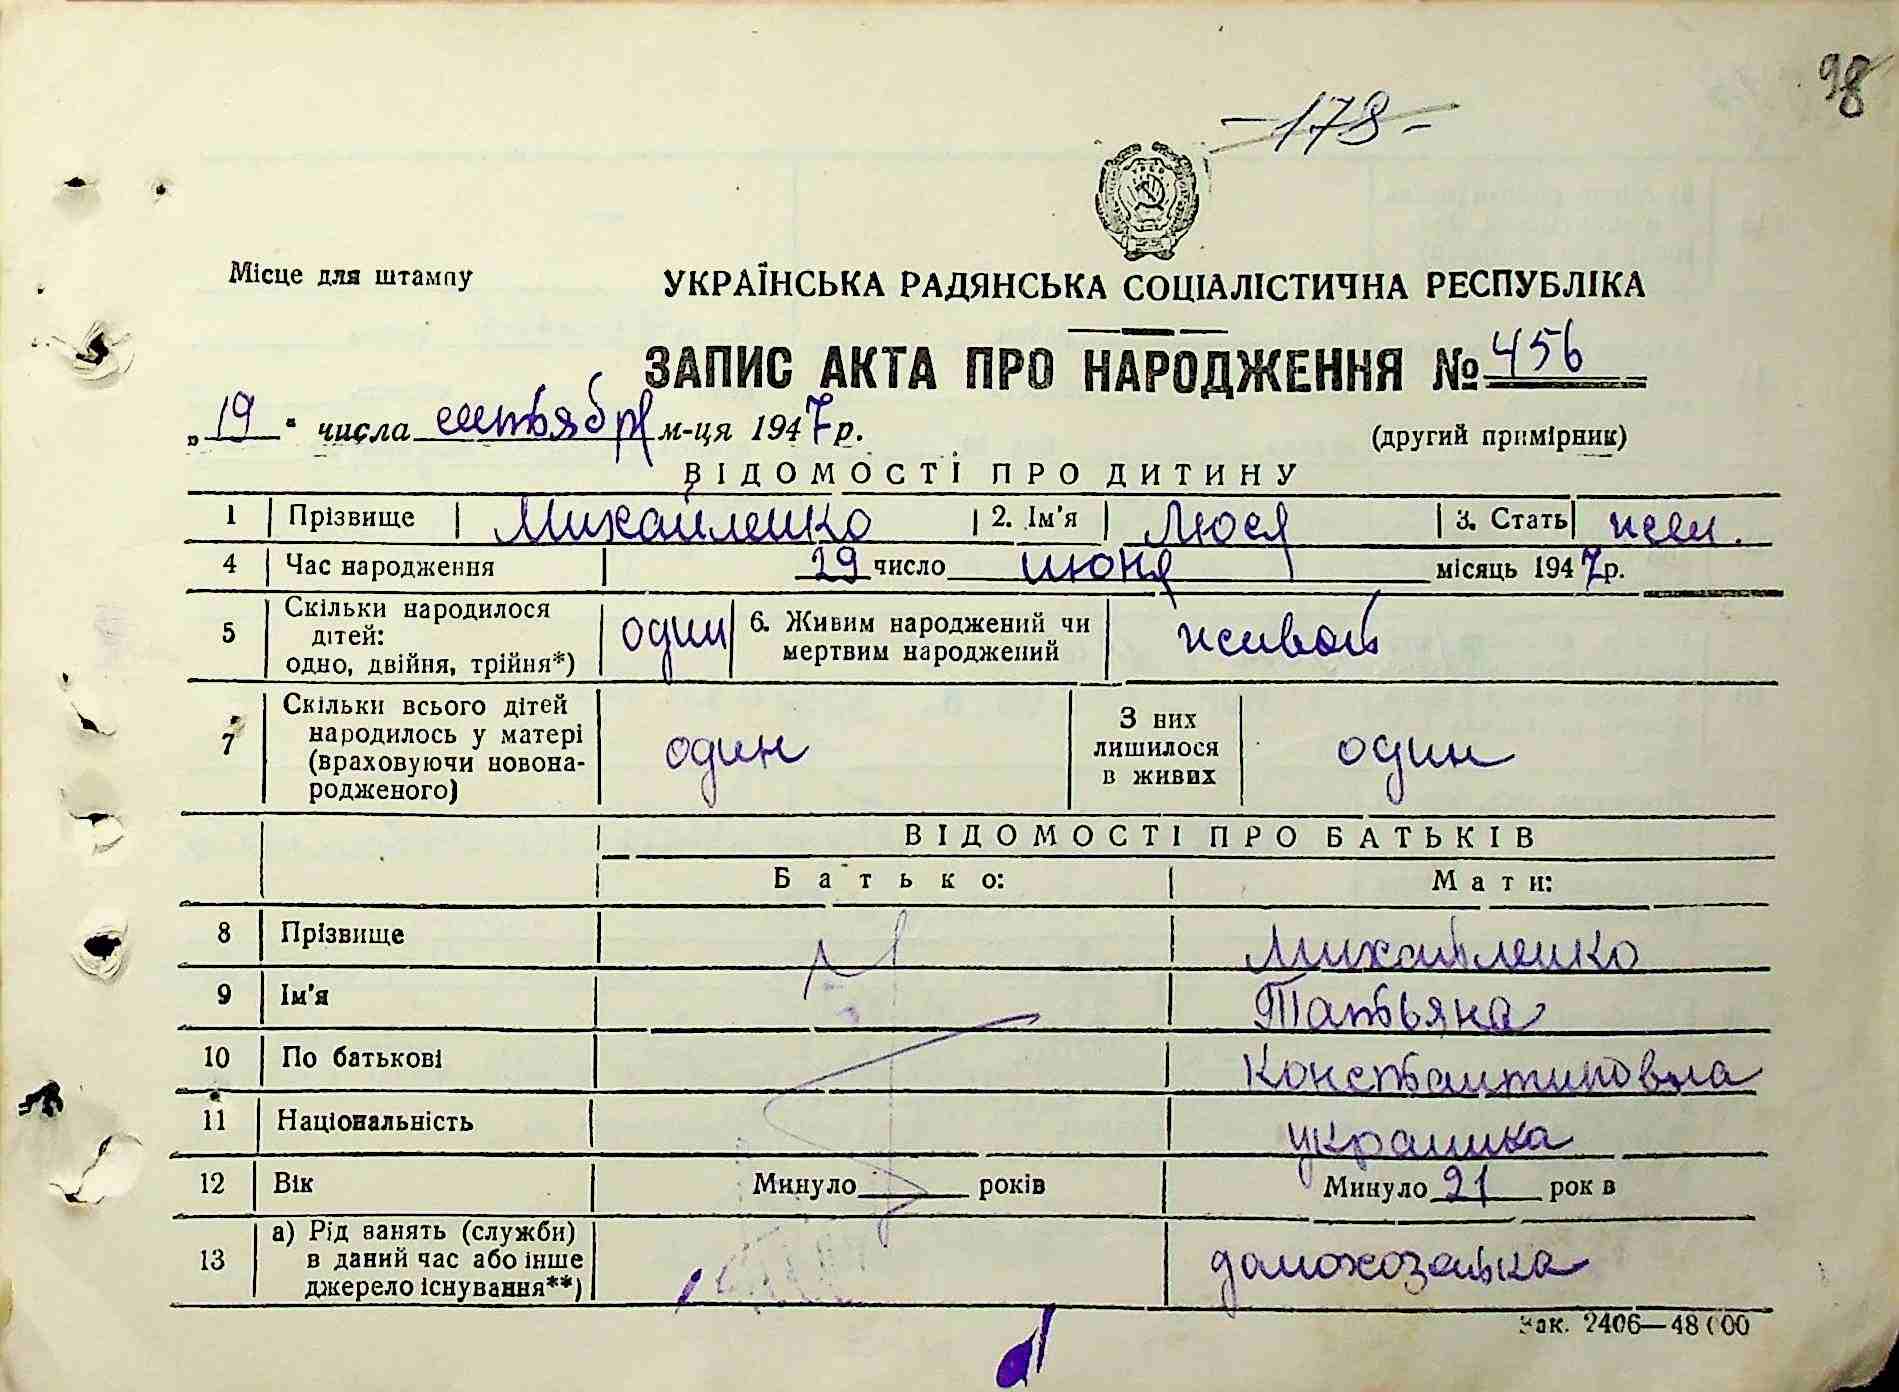 98
-178-
Місце для штампу
УКРАЇНСЬКА РАДЯНСЬКА СОЦІАЛІСТИЧНА РЕСПУБЛІКА
ЗАПИС АКТА ПРО НАРОДЖЕННЯ № 456
„19“ числа сентября м-ця 1947 р.
(другий примірник)
ВІДОМОСТІ ПРО ДИТИНУ
1 Прізвище Михайленко 2. Ім'я Люся 3. Стать жен.
4 Час народження 29 число июня місяць 1947 р.
5 Скільки народилося дітей: одно, двійня, трійня*) один 6. Живим народжений чи мертвим народжений живой
7 Скільки всього дітей народилось у матері (враховуючи новона-родженого) один З них лишилося в живих один
ВІДОМОСТІ ПРО БАТЬКІВ
Батько: Мати:
8 Прізвище Михайленко
9 Ім'я Татьяна
10 По батькові Константиновна
11 Національність украинка
12 Вік Минуло року Минуло 21 рок в
13 а) Рід занять (служби) в даний час або інше джерело існування**) домохозяйка
Зак. 2406—48000